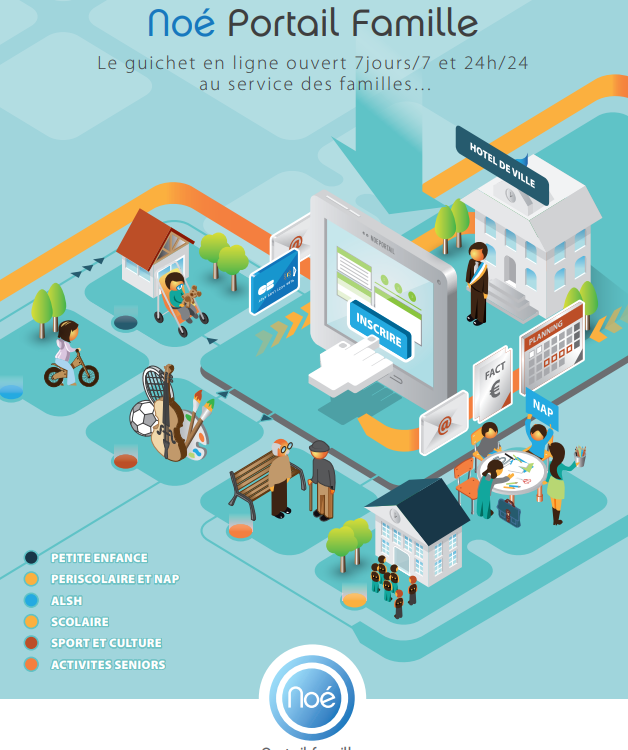 Noé Portail Famille
Le guichet en ligne ouvert 7jours/7 et 24h/24
au service des familles...
HOTEL DE VILLE
@
CB
NOE PORTAIL
INSCRIRE
PLANNING
FACT
€
@
NAP
PETITE ENFANCE
PERISCOLAIRE ET NAP
ALSH
SCOLAIRE
SPORT ET CULTURE
ACTIVITES SENIORS
Noé